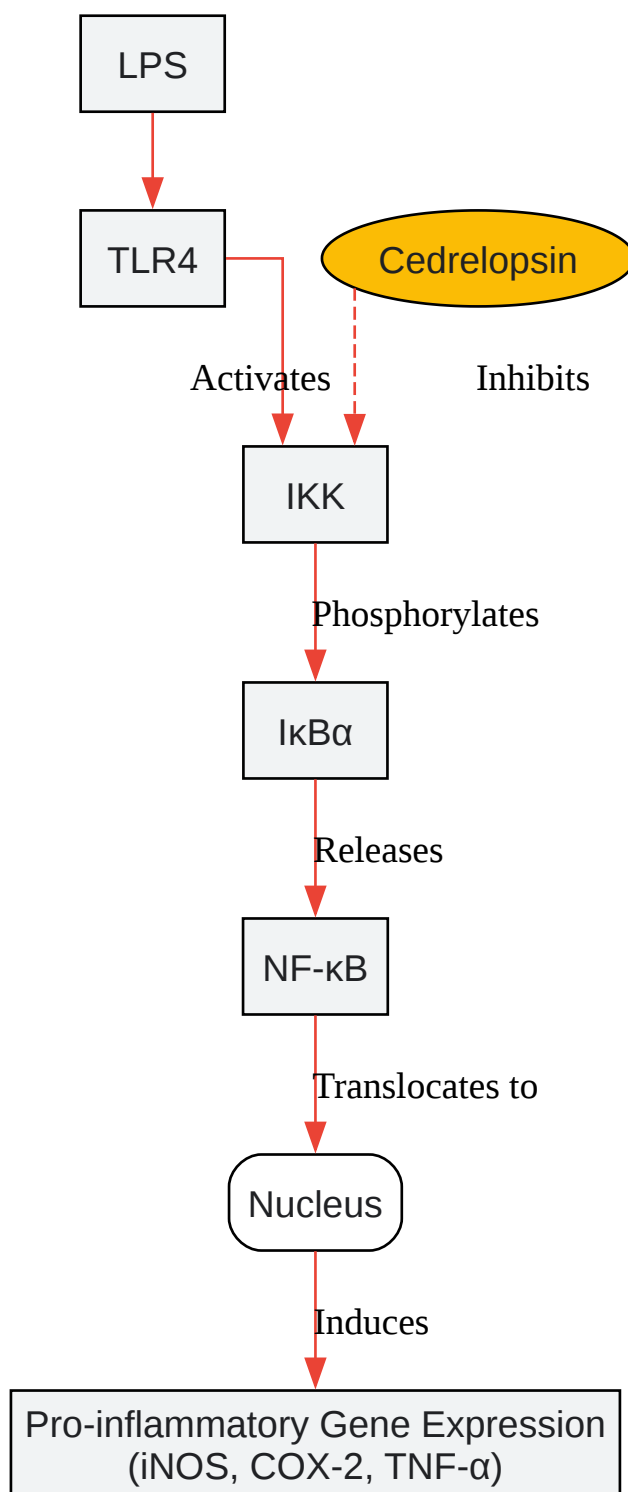 LPS
TLR4
Cedrelopsin
Activates
Inhibits
IKK
Phosphorylates
IκBα
Releases
NF-κB
Translocates to
Nucleus
Induces
Pro-inflammatory Gene Expression
(iNOS, COX-2, TNF-α)